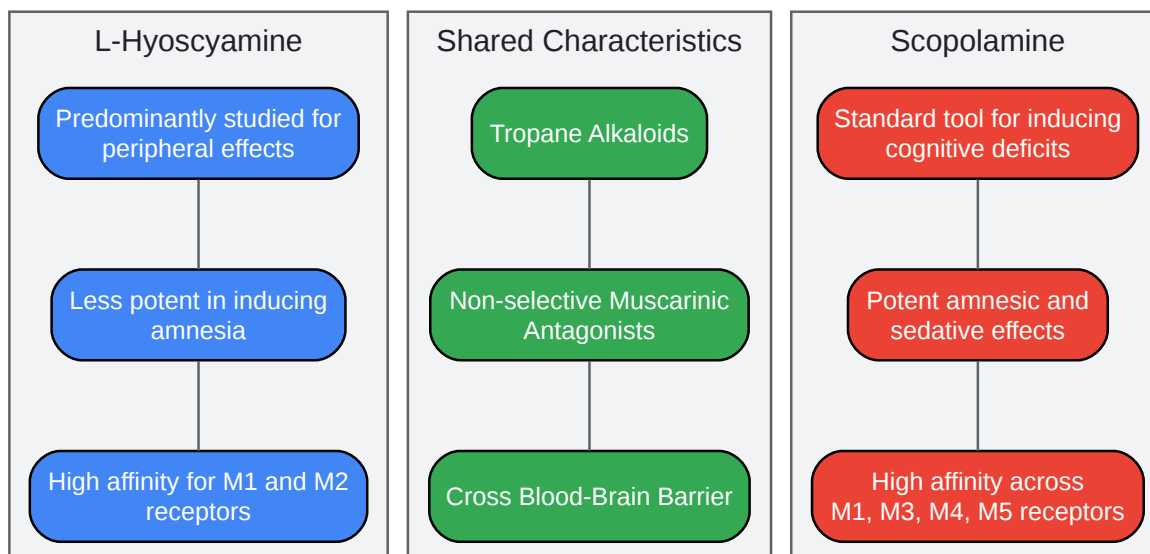 L-Hyoscyamine
Predominantly studied for
peripheral effects
Less potent in inducing
amnesia
High affinity for M1 and M2
receptors
Shared Characteristics
Tropane Alkaloids
Non-selective Muscarinic
Antagonists
Cross Blood-Brain Barrier
Scopolamine
Standard tool for inducing
cognitive deficits
Potent amnesic and
sedative effects
High affinity across
M1, M3, M4, M5 receptors